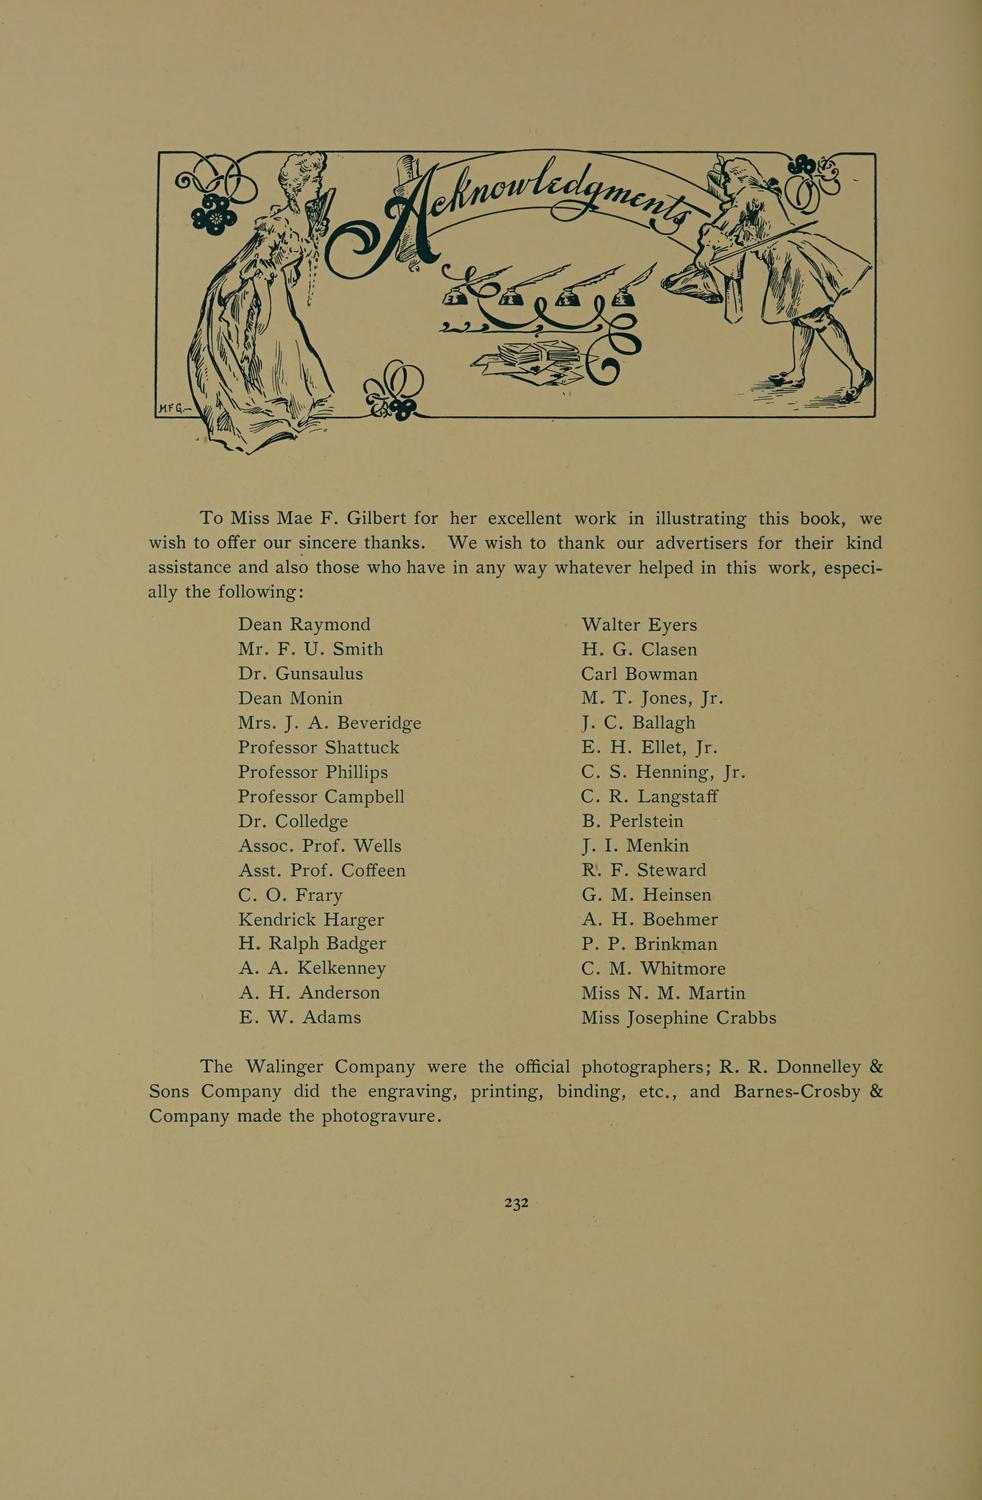 Acknowledgments
MFG.
To Miss Mae F. Gilbert for her excellent work in illustrating this book, we
wish to offer our sincere thanks. We wish to thank our advertisers for their kind
assistance and also those who have in any way whatever helped in this work, especi-
ally the following:
Dean Raymond
Mr. F. U. Smith
Dr. Gunsaulus
Dean Monin
Mrs. J. A. Beveridge
Professor Shattuck
Professor Phillips
Professor Campbell
Dr. Colledge
Assoc. Prof. Wells
Asst. Prof. Coffeen
C. O. Frary
Kendrick Harger
H. Ralph Badger
A. A. Kelkenney
A. H. Anderson
E. W. Adams
Walter Eyers
H. G. Clasen
Carl Bowman
M. T. Jones, Jr.
J. C. Ballagh
E. H. Ellet, Jr.
C. S. Henning, Jr.
C. R. Langstaff
B. Perlstein
J. I. Menkin
R. F. Steward
G. M. Heinsen
A. H. Boehmer
P. P. Brinkman
C. M. Whitmore
Miss N. M. Martin
Miss Josephine Crabbs
The Walinger Company were the official photographers; R. R. Donnelley &
Sons Company did the engraving, printing, binding, etc., and Barnes-Crosby &
Company made the photogravure.
232